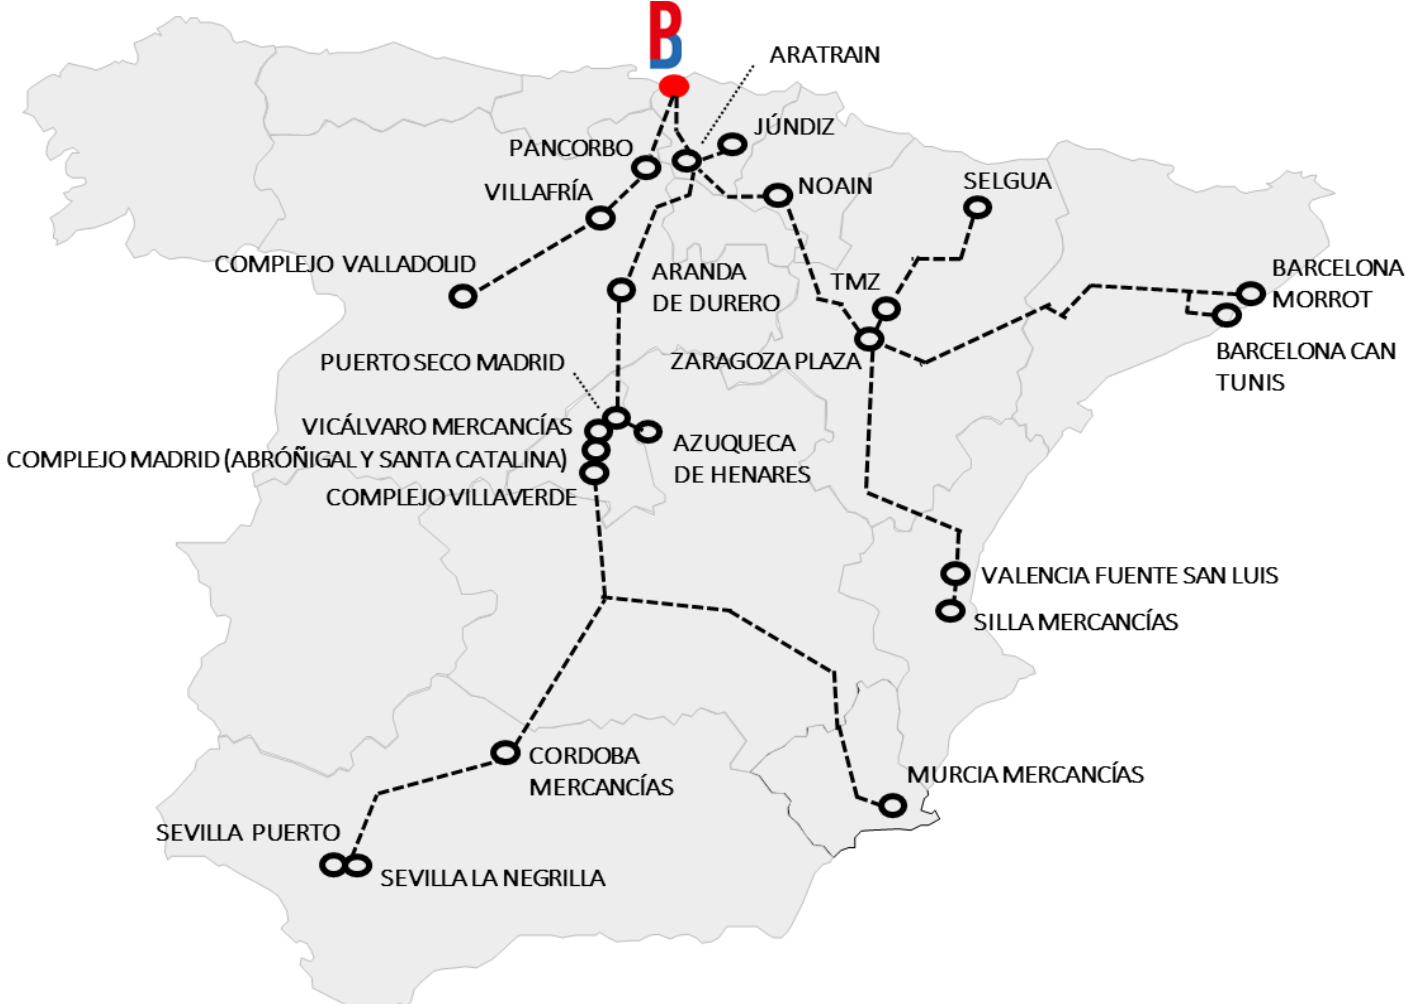 B
ARATRAIN
JÚNDIZ
PANCORBO
VILLAFRÍA
NOAIN
SELGUA
COMPLEJO VALLADOLID
ARANDA
DE DURERO
TMZ
BARCELONA
MORROT
PUERTO SECO MADRID
ZARAGOZA PLAZA
BARCELONA CAN
TUNIS
VICÁLVARO MERCANCÍAS
AZUQUECA
DE HENARES
COMPLEJO MADRID (ABRÓÑIGAL Y SANTA CATALINA)
COMPLEJO VILLAVERDE
VALENCIA FUENTE SAN LUIS
SILLA MERCANCÍAS
CORDOBA
MERCANCÍAS
MURCIA MERCANCÍAS
SEVILLA PUERTO
SEVILLA LA NEGRILLA